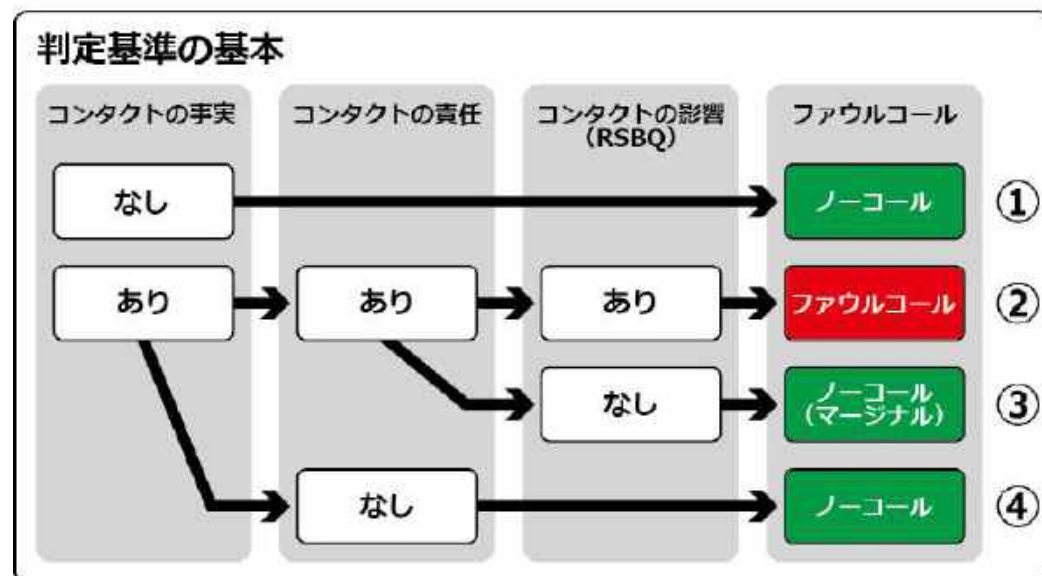 判定基準の基本
コンタクトの事実
コンタクトの責任
コンタクトの影響
(RSBQ)
ファウルコール
なし
ノーコール
①
あり
あり
あり
ファウルコール
②
なし
ノーコール
(マージナル)
③
なし
ノーコール
④